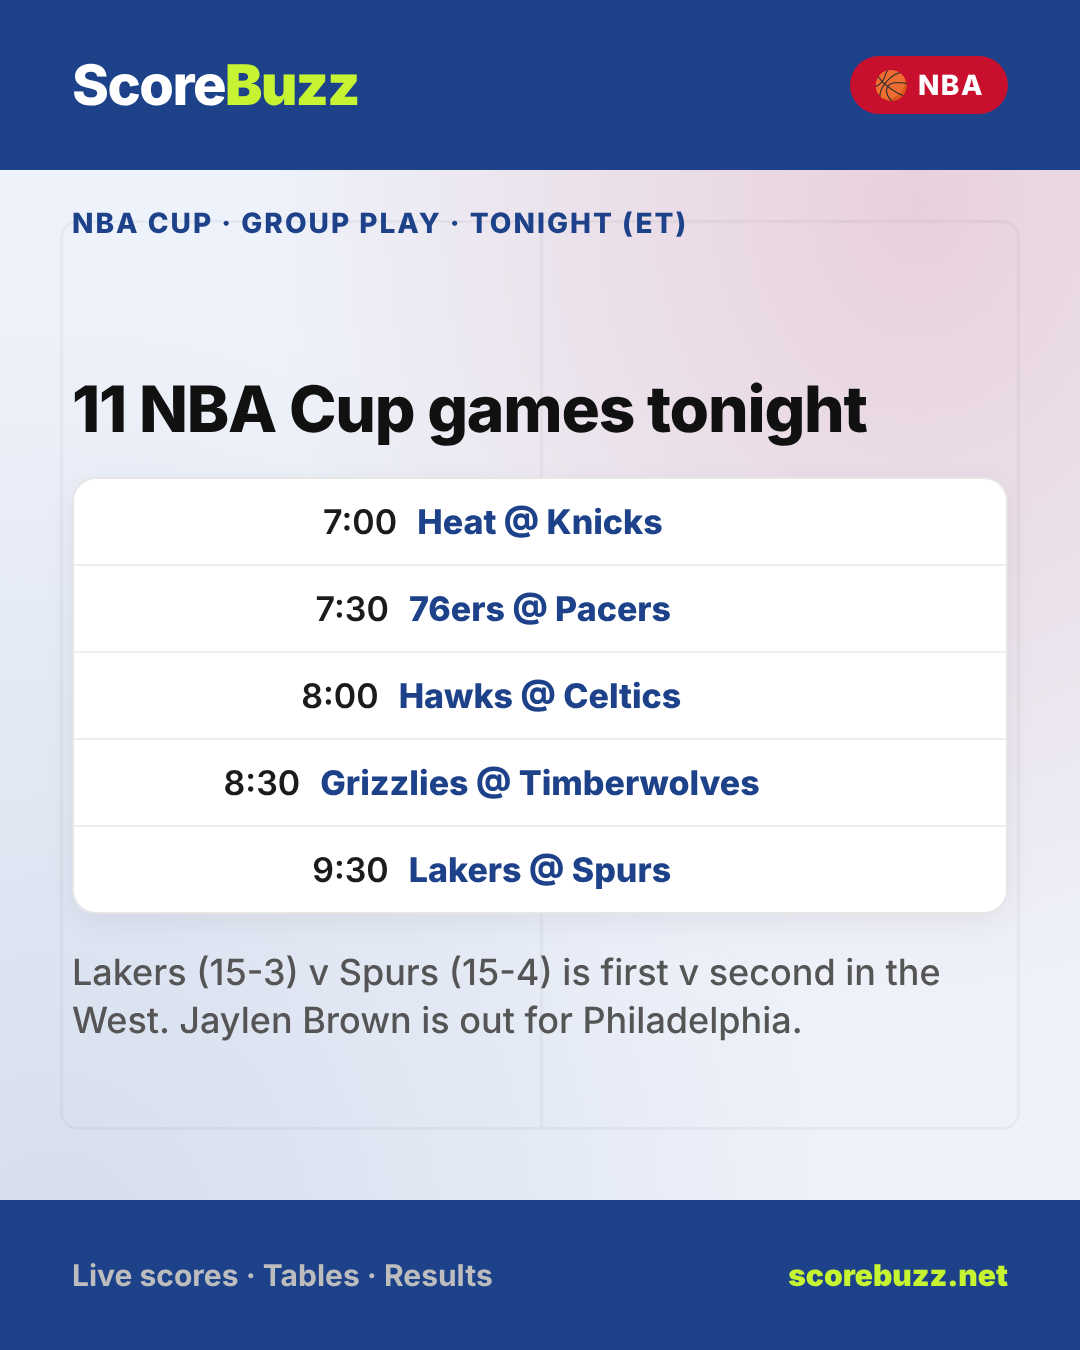 ScoreBuzz
🏀 NBA
NBA CUP · GROUP PLAY · TONIGHT (ET)
11 NBA Cup games tonight
7:00 Heat @ Knicks
7:30 76ers @ Pacers
8:00 Hawks @ Celtics
8:30 Grizzlies @ Timberwolves
9:30 Lakers @ Spurs
Lakers (15-3) v Spurs (15-4) is first v second in the
West. Jaylen Brown is out for Philadelphia.
Live scores · Tables · Results
scorebuzz.net